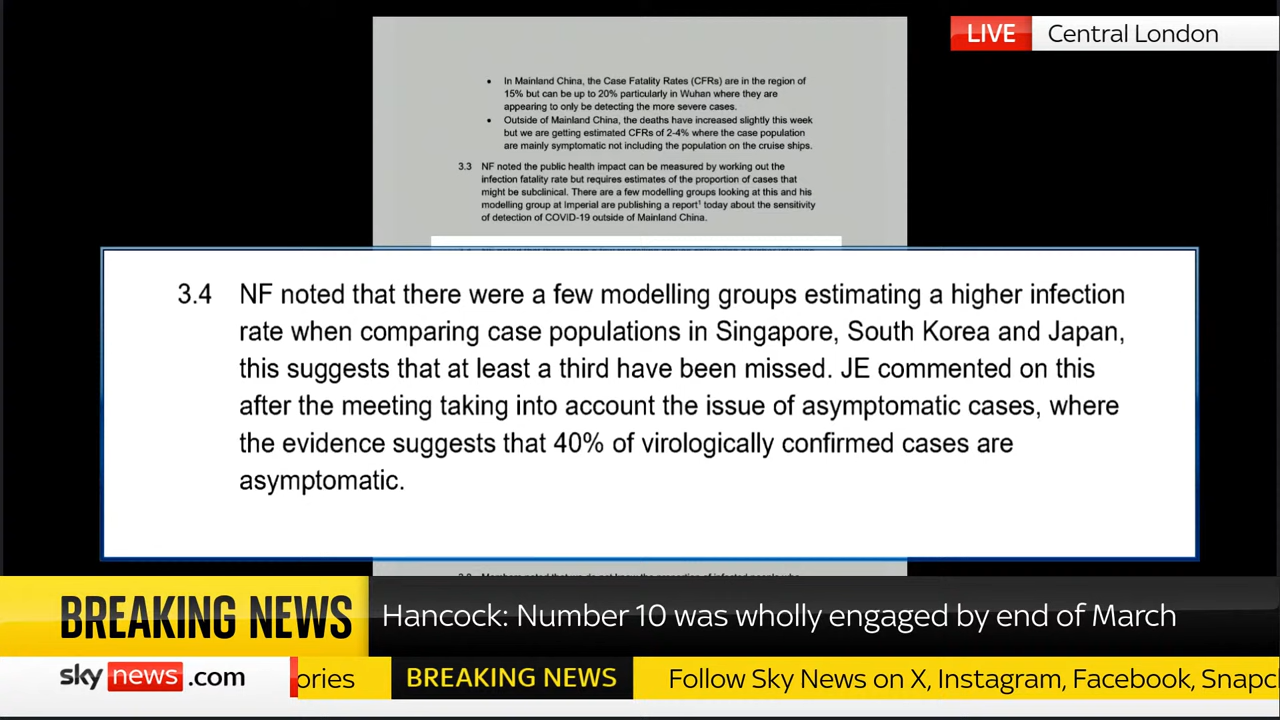 LIVE Central London
• In Mainland China, the Case Fatality Rates (CFRs) are in the region of
15% but can be up to 20% particularly in Wuhan where they are
appearing to only be detecting the more severe cases.
• Outside of Mainland China, the deaths have increased slightly this week
but we are getting estimated CFRs of 2-4% where the case population
are mainly symptomatic not including the population on the cruise ships.
3.3 NF noted the public health impact can be measured by working out the
infection fatality rate but requires estimates of the proportion of cases that
might be subclinical. There are a few modelling groups looking at this and his
modelling group at Imperial are publishing a report¹ today about the sensitivity
of detection of COVID-19 outside of Mainland China.
3.4 NF noted that there were a few modelling groups estimating a higher infection
rate when comparing case populations in Singapore, South Korea and Japan,
this suggests that at least a third have been missed. JE commented on this
after the meeting taking into account the issue of asymptomatic cases, where
the evidence suggests that 40% of virologically confirmed cases are
asymptomatic.
BREAKING NEWS Hancock: Number 10 was wholly engaged by end of March
sky news .com ories BREAKING NEWS Follow Sky News on X, Instagram, Facebook, Snapc